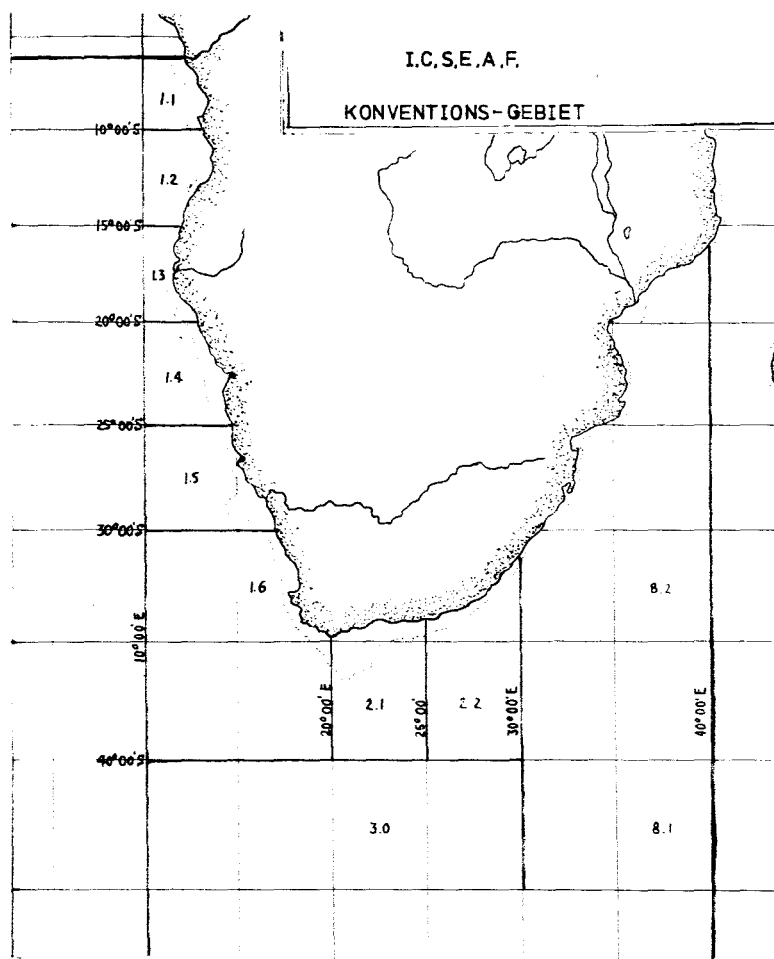 I.C,S,E,A,F,
KONVENTIONS-GEBIET
1.1
10°00'S
1.2
15°00'S
1.3
20°00'S
1.4
25°00'S
1.5
30°00'S
1.6
8.2
10°00'E
20°00'E
2.1
25°00'
2 2
30°00'E
40°00'E
40°00'S
3.0
8.1